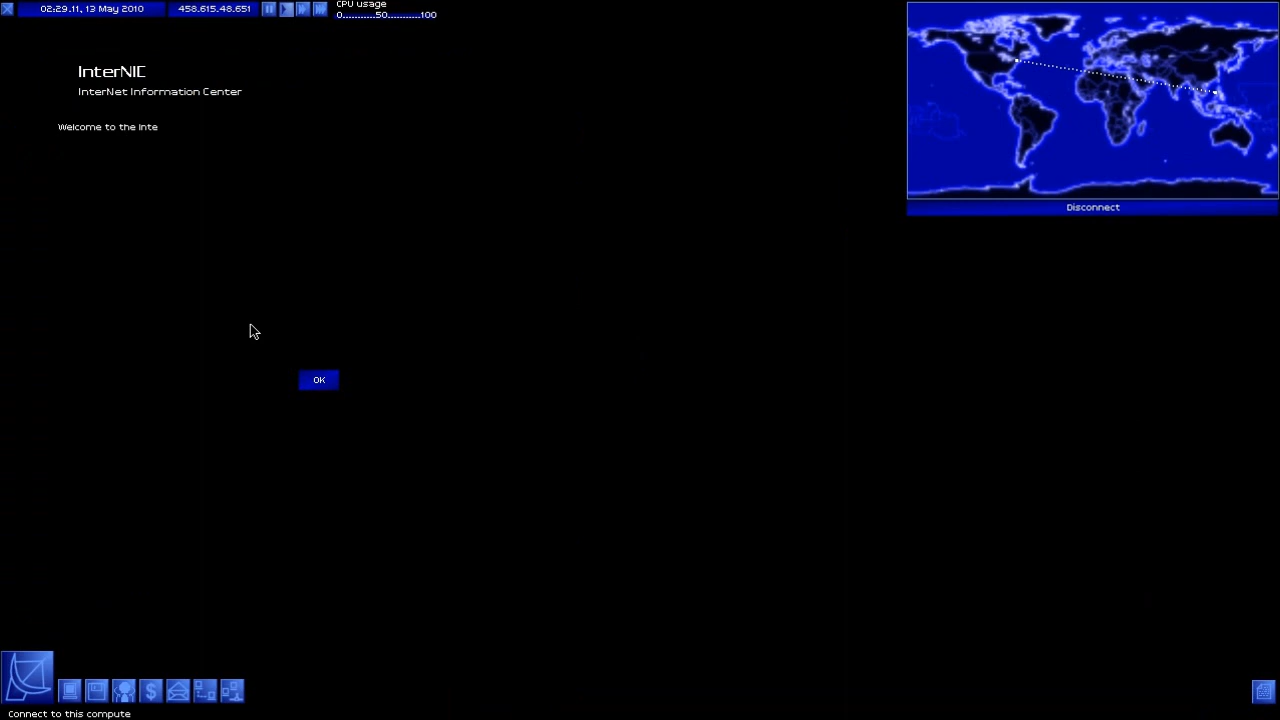 02:29.11, 13 May 2010
458.615.48.651
CPU usage
0...........50...........100
InterNIC
InterNet Information Center
Welcome to the Inte
Disconnect
OK
$
Connect to this compute